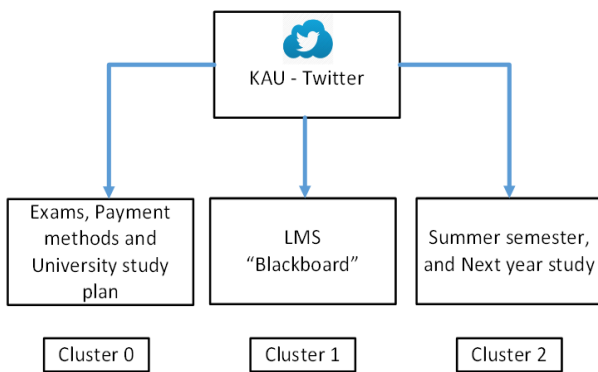 KAU - Twitter
Exams, Payment
methods and
University study
plan
LMS
“Blackboard”
Summer semester,
and Next year study
Cluster 0
Cluster 1
Cluster 2